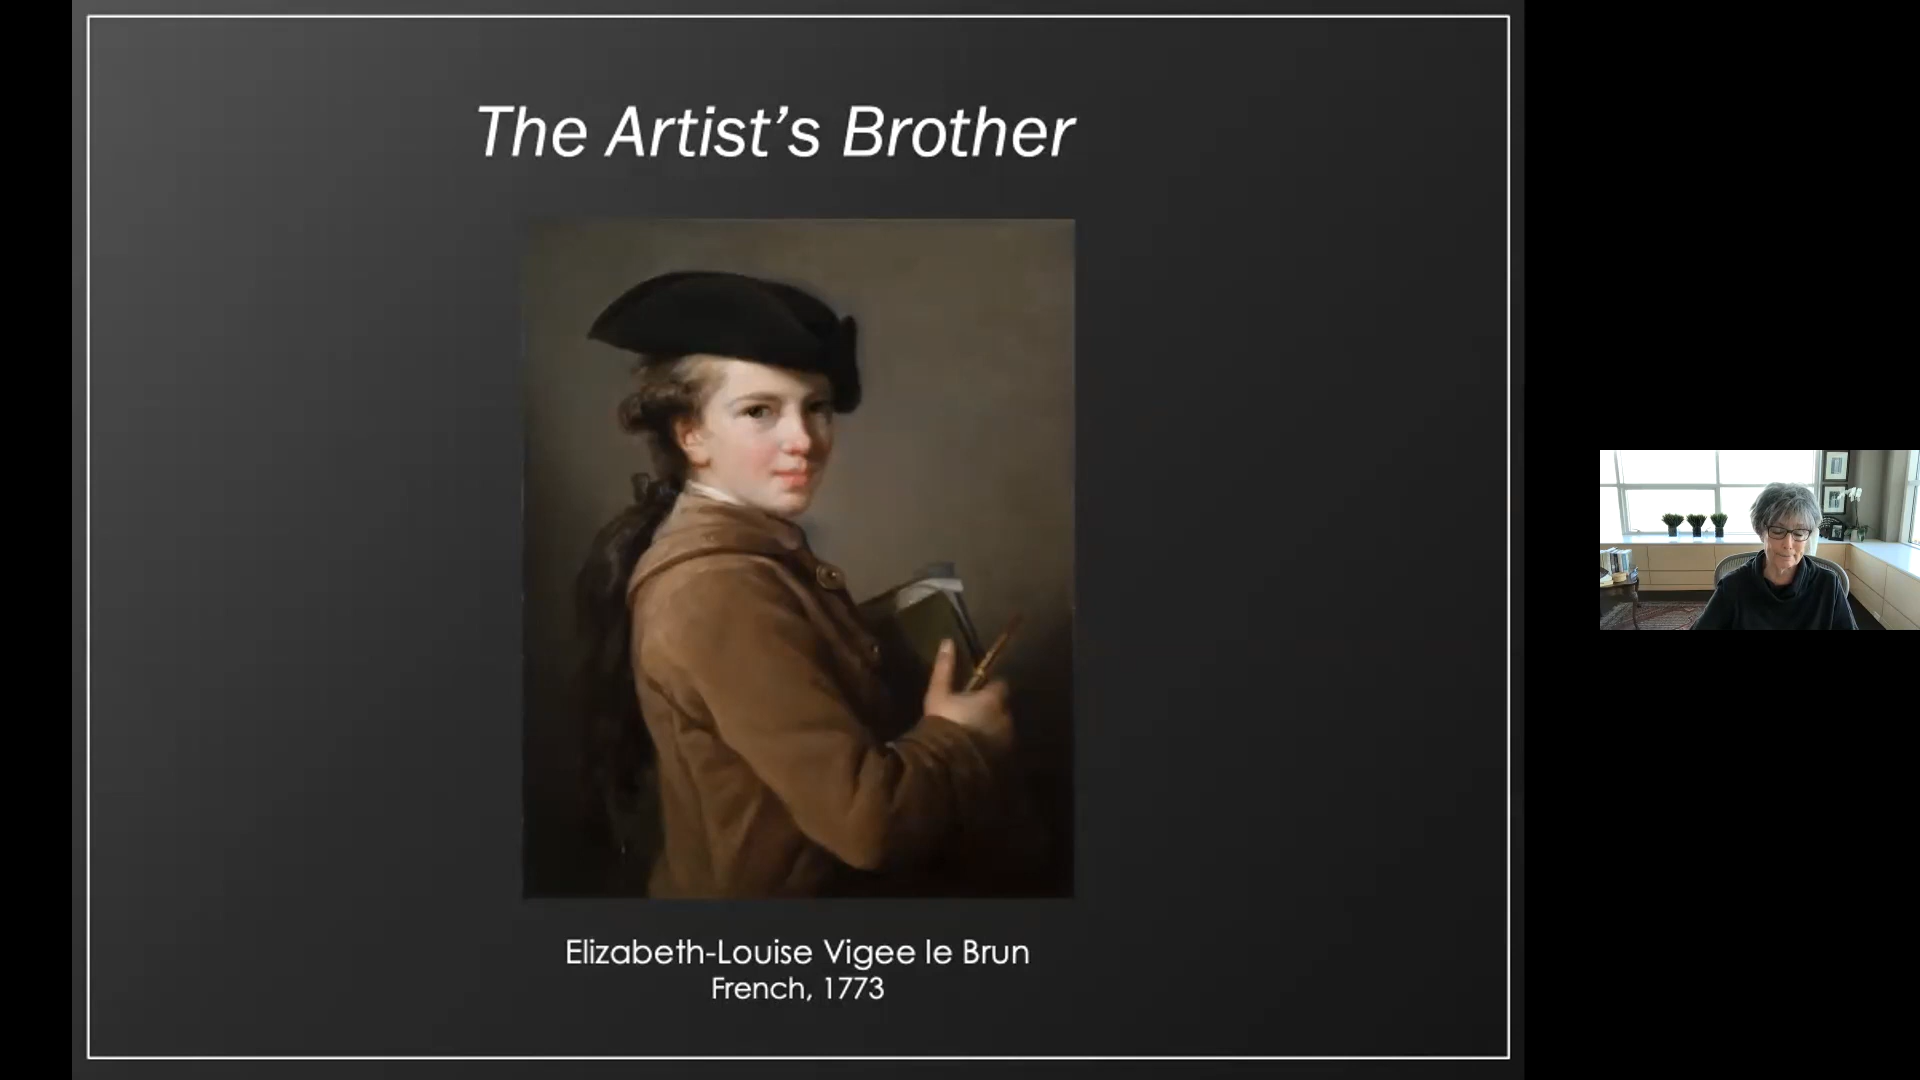 The Artist’s Brother
Elizabeth-Louise Vigee le Brun
French, 1773